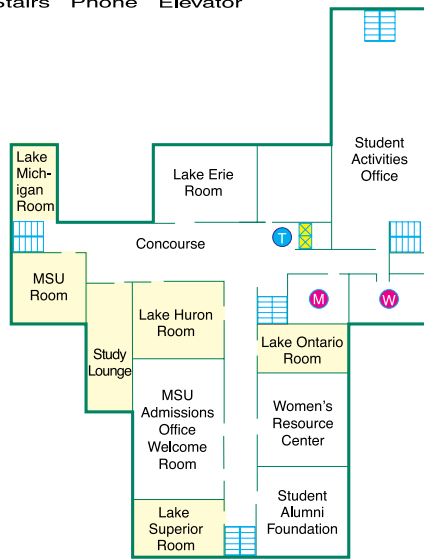 Stairs Phone Elevator
Student
Activities
Office
Lake
Mich-
igan
Room
Lake Erie
Room
T
Concourse
MSU
Room
M
W
Lake Huron
Room
Lake Ontario
Room
Study
Lounge
MSU
Admissions
Office
Welcome
Room
Women's
Resource
Center
Student
Alumni
Foundation
Lake
Superior
Room